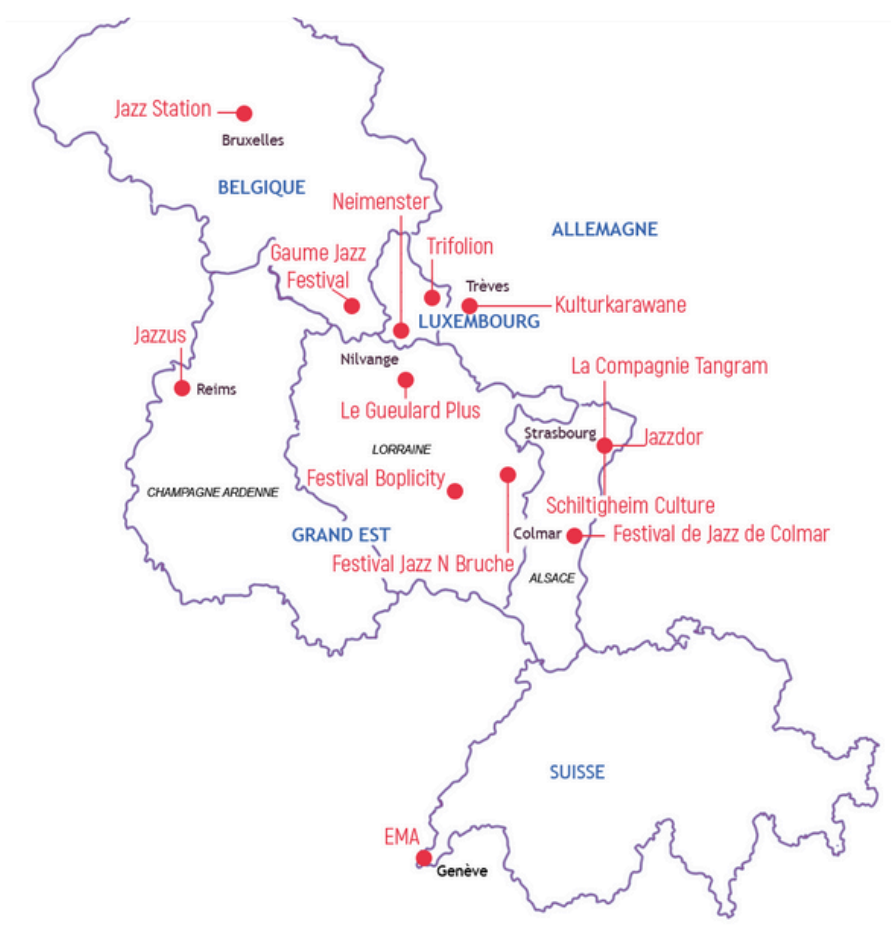 Jazz Station
Bruxelles
BELGIQUE
Neimenster
ALLEMAGNE
Gaume Jazz
Festival
Trifolion
Trèves
Kulturkarawane
LUXEMBOURG
Jazzus
Reims
Nilvange
La Compagnie Tangram
Le Gueulard Plus
Strasbourg
Jazzdor
LORRAINE
Festival Boplicity
CHAMPAGNE ARDENNE
Schiltigheim Culture
GRAND EST
Colmar
Festival de Jazz de Colmar
Festival Jazz N Bruche
ALSACE
SUISSE
EMA
Genève